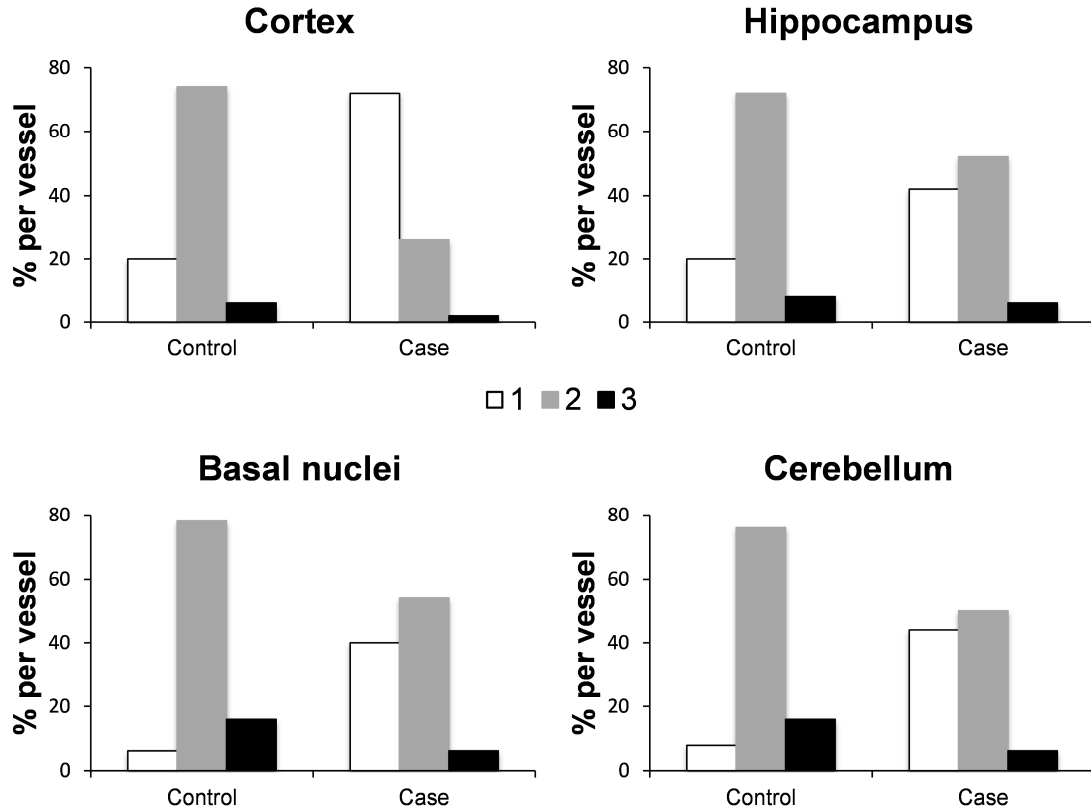 Cortex
% per vessel
80
60
40
20
0
Control Case
Hippocampus
% per vessel
80
60
40
20
0
Control Case
1 2 3
Basal nuclei
% per vessel
80
60
40
20
0
Control Case
Cerebellum
% per vessel
80
60
40
20
0
Control Case